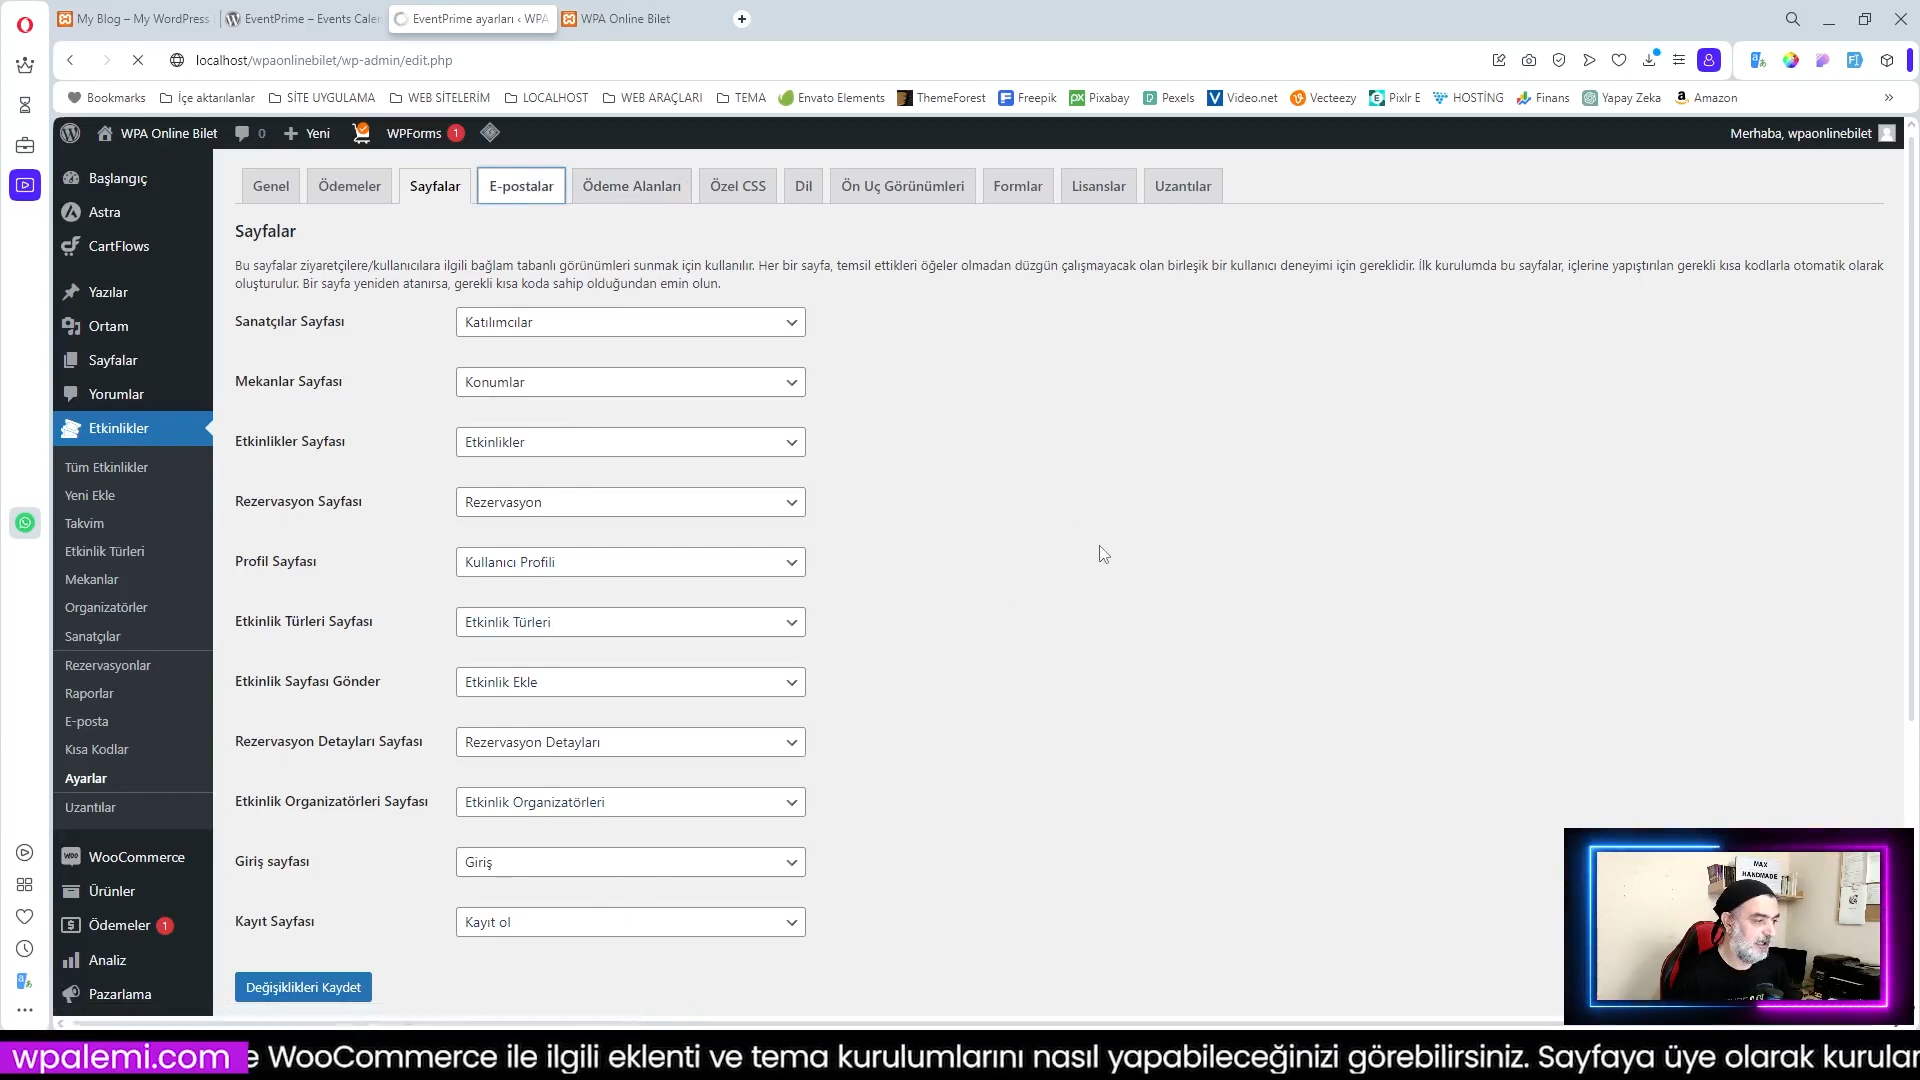 My Blog – My WordPress
EventPrime – Events Caler
EventPrime ayarları ‹ WPA
WPA Online Bilet
localhost/wpaonlinebilet/wp-admin/edit.php
Bookmarks
İçe aktarılanlar
SİTE UYGULAMA
WEB SİTELERİM
LOCALHOST
WEB ARAÇLARI
TEMA
Envato Elements
ThemeForest
Freepik
Pixabay
Pexels
Video.net
Vecteezy
Pixlr E
HOSTİNG
Finans
Yapay Zeka
Amazon
WPA Online Bilet
0
Yeni
WPForms 1
Merhaba, wpaonlinebilet
Başlangıç
Astra
CartFlows
Yazılar
Ortam
Sayfalar
Yorumlar
Etkinlikler
Tüm Etkinlikler
Yeni Ekle
Takvim
Etkinlik Türleri
Mekanlar
Organizatörler
Sanatçılar
Rezervasyonlar
Raporlar
E-posta
Kısa Kodlar
Ayarlar
Uzantılar
WooCommerce
Ürünler
Ödemeler 1
Analiz
Pazarlama
Genel
Ödemeler
Sayfalar
E-postalar
Ödeme Alanları
Özel CSS
Dil
Ön Uç Görünümleri
Formlar
Lisanslar
Uzantılar
Sayfalar
Bu sayfalar ziyaretçilere/kullanıcılara ilgili bağlam tabanlı görünümleri sunmak için kullanılır. Her bir sayfa, temsil ettikleri öğeler olmadan düzgün çalışmayacak olan birleşik bir kullanıcı deneyimi için gereklidir. İlk kurulumda bu sayfalar, içlerine yapıştırılan gerekli kısa kodlarla otomatik olarak
oluşturulur. Bir sayfa yeniden atanırsa, gerekli kısa koda sahip olduğundan emin olun.
Sanatçılar Sayfası
Katılımcılar
Mekanlar Sayfası
Konumlar
Etkinlikler Sayfası
Etkinlikler
Rezervasyon Sayfası
Rezervasyon
Profil Sayfası
Kullanıcı Profili
Etkinlik Türleri Sayfası
Etkinlik Türleri
Etkinlik Sayfası Gönder
Etkinlik Ekle
Rezervasyon Detayları Sayfası
Rezervasyon Detayları
Etkinlik Organizatörleri Sayfası
Etkinlik Organizatörleri
Giriş sayfası
Giriş
Kayıt Sayfası
Kayıt ol
Değişiklikleri Kaydet
MAX
HANDMADE
wpalemi.com
e WooCommerce ile ilgili eklenti ve tema kurulumlarını nasıl yapabileceğinizi görebilirsiniz. Sayfaya üye olarak kurular